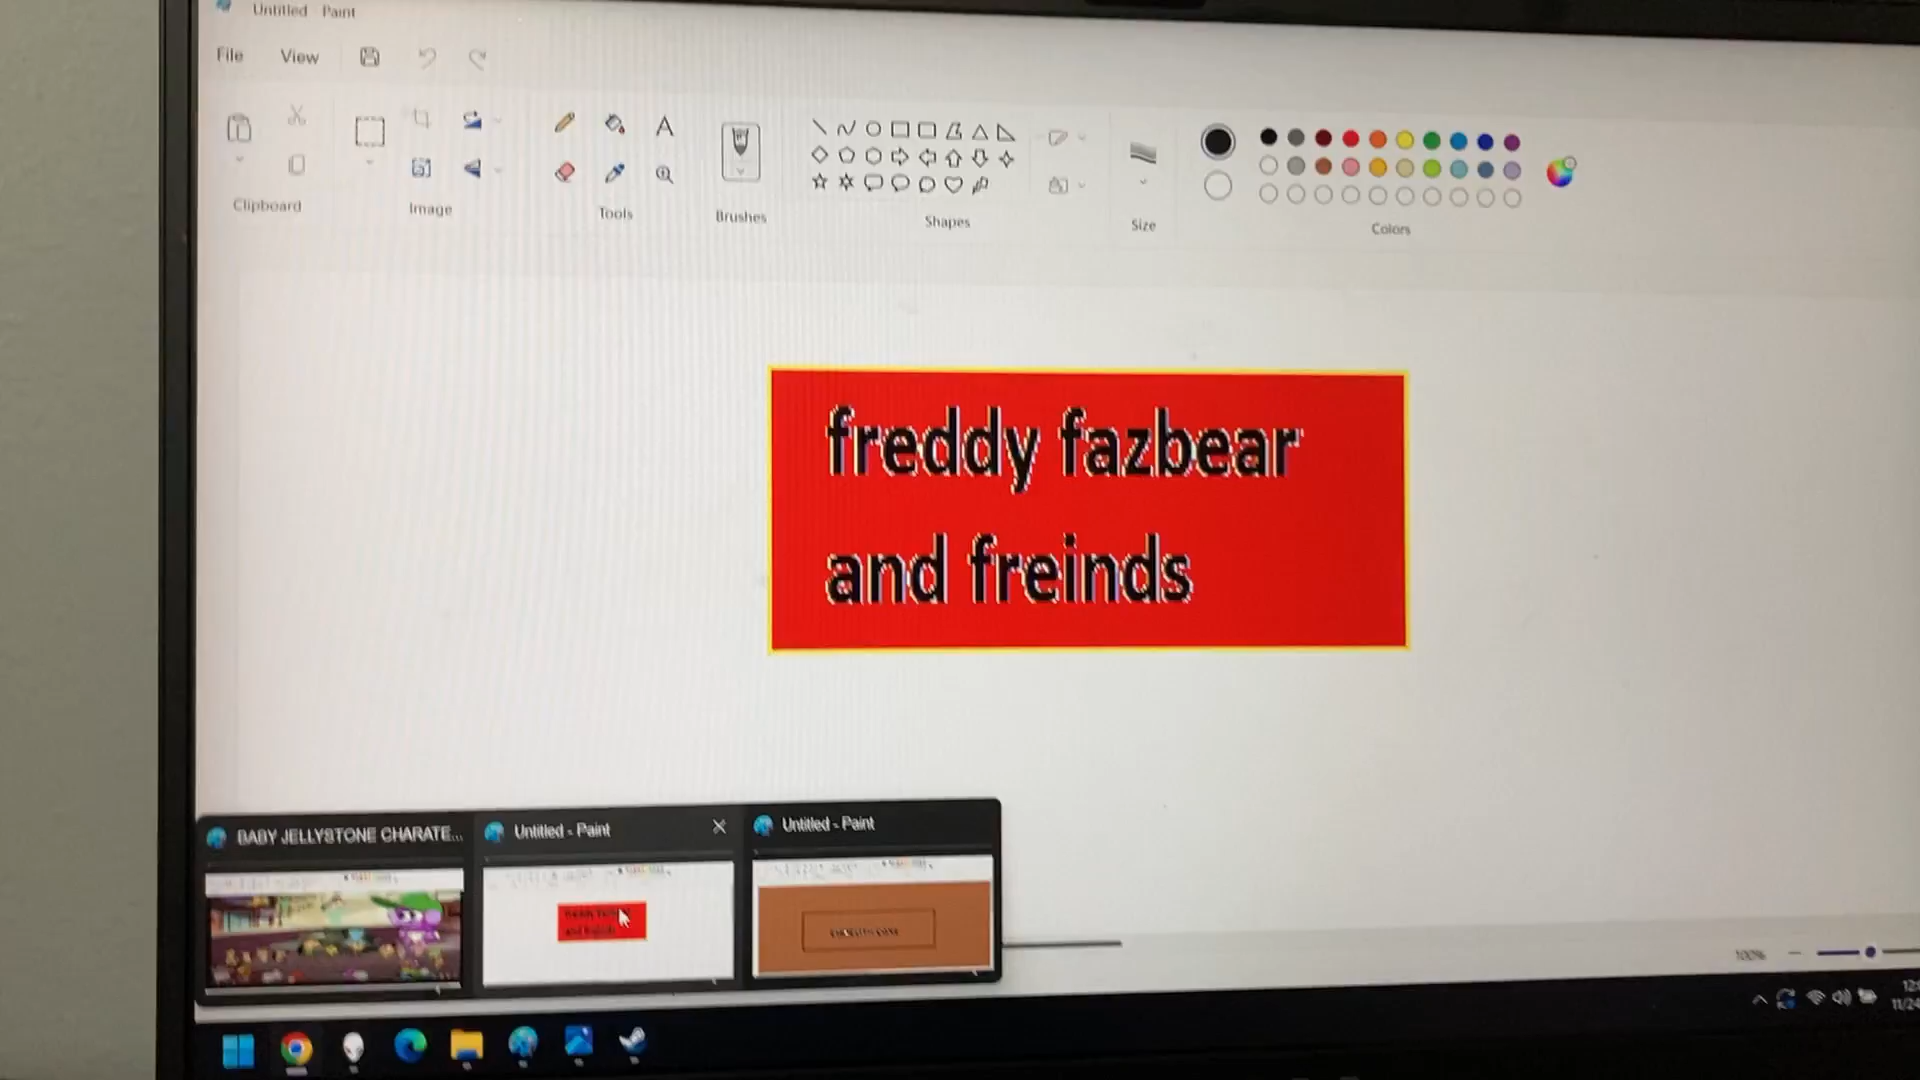 Untitled Paint
File View
Clipboard
Image
Tools
Brushes
Shapes
Size
Colors
freddy fazbear
and freinds
BABY JELLYSTONE CHARATE...
Untitled - Paint
Untitled - Paint
100%